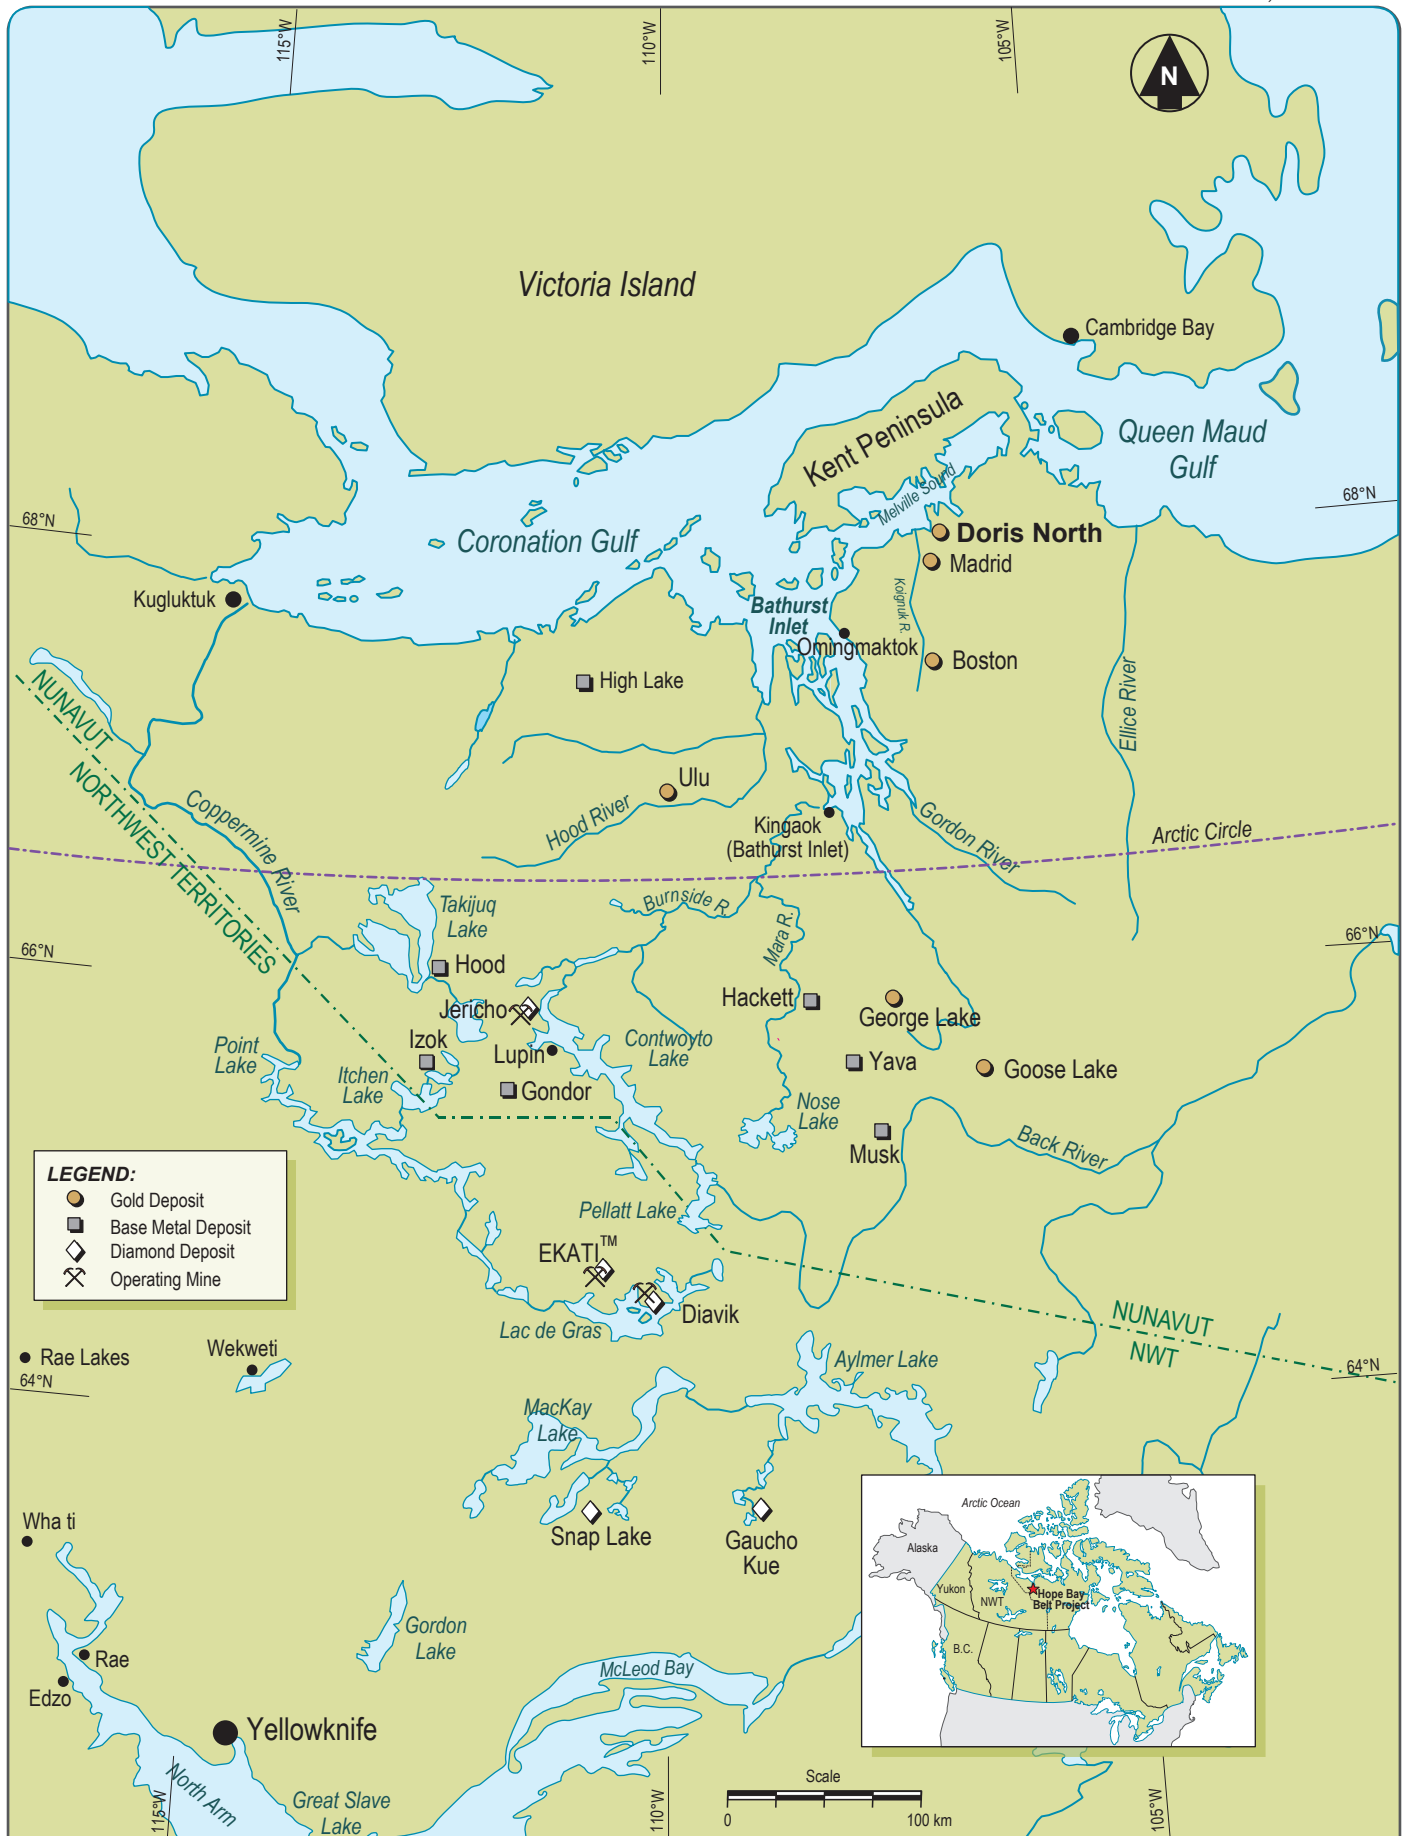 115°W
110°W
105°W
N
Victoria Island
Cambridge Bay
Kent Peninsula
Queen Maud
Gulf
Melville Sound
68°N
68°N
Doris North
Coronation Gulf
Madrid
Koignuk R.
Kugluktuk
Bathurst
Inlet
Omingmaktok
Boston
High Lake
Ellice River
NUNAVUT
NORTHWEST TERRITORIES
Ulu
Hood River
Coppermine River
Kingaok
(Bathurst Inlet)
Gordon River
Arctic Circle
Takijuq
Lake
Burnside R.
Mara R.
66°N
66°N
Hood
Hackett
Jericho
George Lake
Izok
Lupin
Contwoyto
Lake
Point
Lake
Itchen
Lake
Gondor
Yava
Goose Lake
Nose
Lake
Musk
Back River
LEGEND:
Gold Deposit
Base Metal Deposit
Diamond Deposit
Operating Mine
Pellatt Lake
EKATI™
Diavik
Lac de Gras
NUNAVUT
NWT
Rae Lakes
Wekweti
64°N
64°N
Aylmer Lake
MacKay
Lake
Snap Lake
Gaucho
Kue
Wha ti
Arctic Ocean
Alaska
Yukon
NWT
Hope Bay
Belt Project
B.C.
Gordon
Lake
Rae
Edzo
McLeod Bay
Yellowknife
North Arm
Great Slave
Lake
Scale
0
100 km
115°W
110°W
105°W